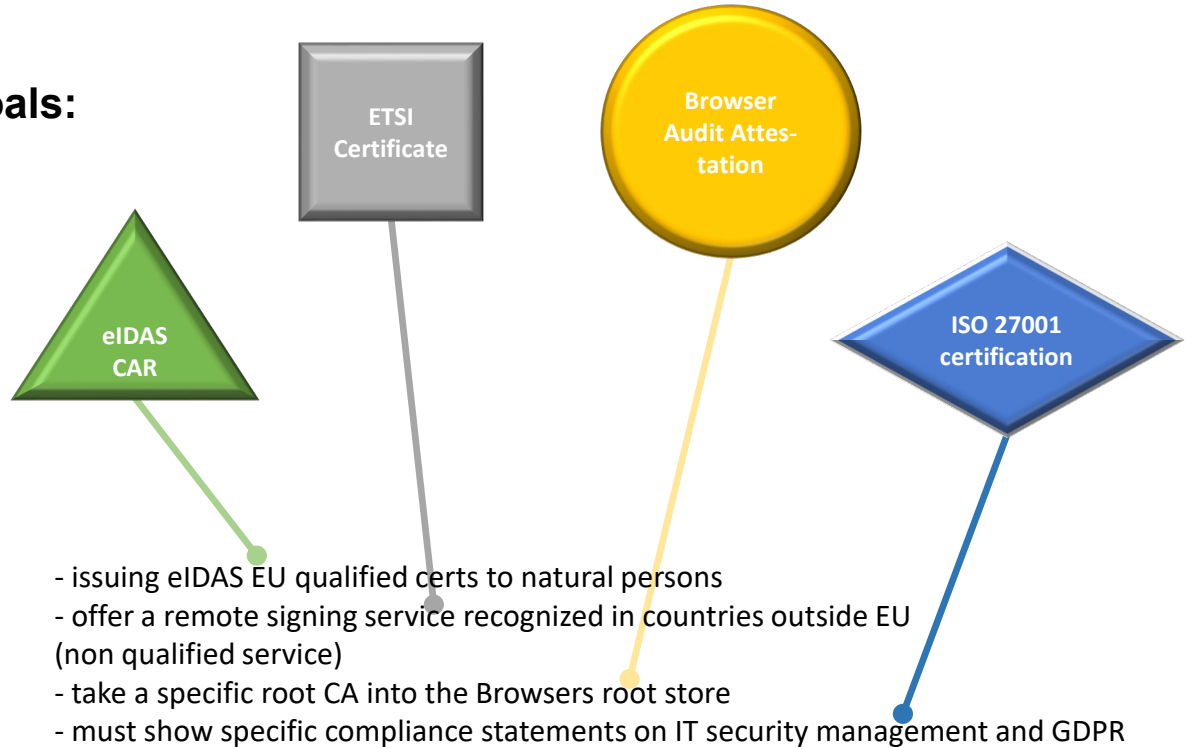 oals:
ETSI
Certificate
Browser
Audit Attes-
tation
eIDAS
CAR
ISO 27001
certification
- issuing eIDAS EU qualified certs to natural persons
- offer a remote signing service recognized in countries outside EU
(non qualified service)
- take a specific root CA into the Browsers root store
- must show specific compliance statements on IT security management and GDPR